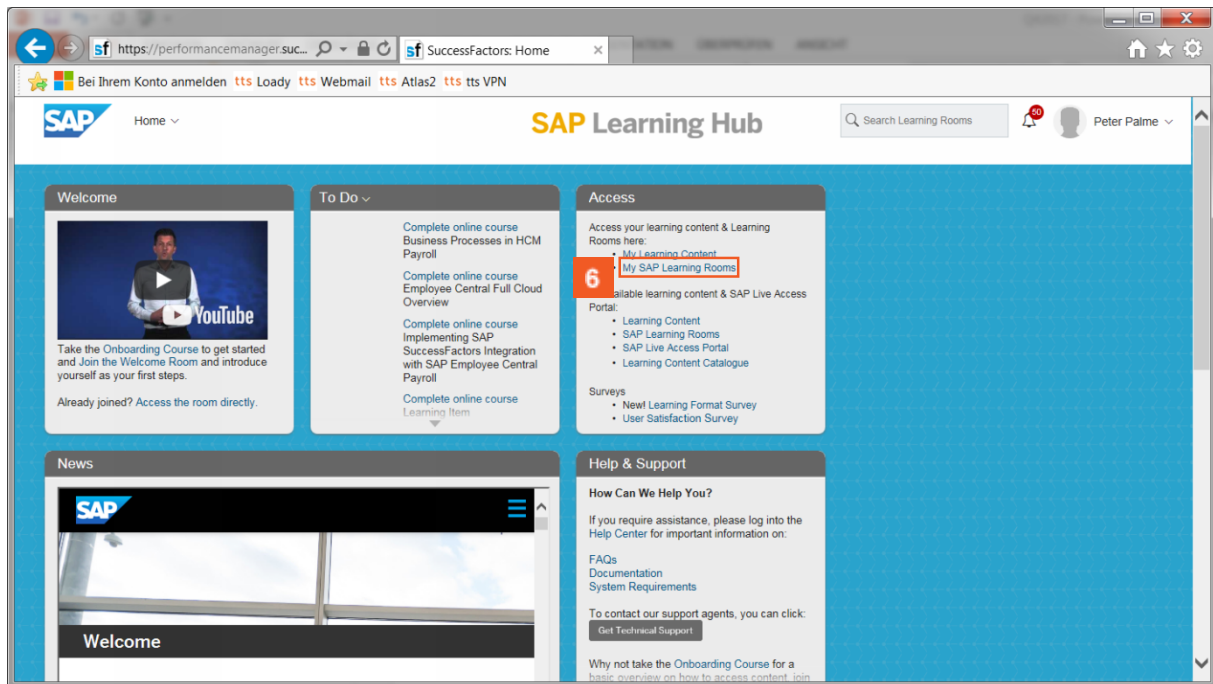 https://performancemanager.suc...
SuccessFactors: Home
Bei Ihrem Konto anmelden tts Loady tts Webmail tts Atlas2 tts tts VPN
SAP
Home
SAP Learning Hub
Search Learning Rooms
50
Peter Palme
Welcome
YouTube
Take the Onboarding Course to get started
and Join the Welcome Room and introduce
yourself as your first steps.
Already joined? Access the room directly.
To Do
Complete online course
Business Processes in HCM
Payroll
Complete online course
Employee Central Full Cloud
Overview
Complete online course
Implementing SAP
SuccessFactors Integration
with SAP Employee Central
Payroll
Complete online course
Learning Item
Access
Access your learning content & Learning
Rooms here:
• My Learning Content
• My SAP Learning Rooms
6
learning content & SAP Live Access
Portal:
• Learning Content
• SAP Learning Rooms
• SAP Live Access Portal
• Learning Content Catalogue
Surveys
• New! Learning Format Survey
• User Satisfaction Survey
News
SAP
Welcome
Help & Support
How Can We Help You?
If you require assistance, please log into the
Help Center for important information on:
FAQs
Documentation
System Requirements
To contact our support agents, you can click:
Get Technical Support
Why not take the Onboarding Course for a
basic overview on how to access content, join